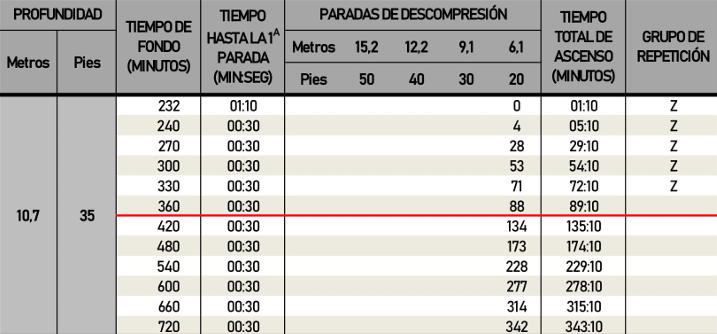 PROFUNDIDAD TIEMPO DE FONDO (MINUTOS) TIEMPO HASTA LA 1ᴬ PARADA (MIN:SEG) PARADAS DE DESCOMPRESIÓN TIEMPO TOTAL DE ASCENSO (MINUTOS) GRUPO DE REPETICIÓN
Metros Pies Metros 15,2 12,2 9,1 6,1
Pies 50 40 30 20
10,7 35
232 01:10 0 01:10 Z
240 00:30 4 05:10 Z
270 00:30 28 29:10 Z
300 00:30 53 54:10 Z
330 00:30 71 72:10 Z
360 00:30 88 89:10
420 00:30 134 135:10
480 00:30 173 174:10
540 00:30 228 229:10
600 00:30 277 278:10
660 00:30 314 315:10
720 00:30 342 343:10